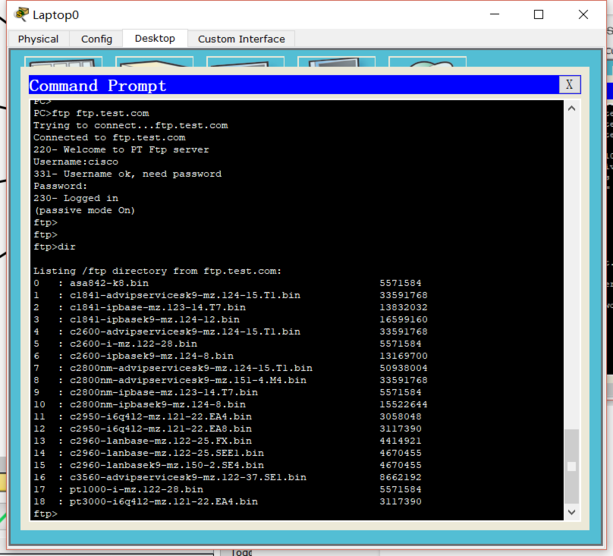 Laptop0
Physical Config Desktop Custom Interface
Command Prompt X
PC>
PC>ftp ftp.test.com
Trying to connect...ftp.test.com
Connected to ftp.test.com
220- Welcome to PT Ftp server
Username:cisco
331- Username ok, need password
Password:
230- Logged in
(passive mode On)
ftp>
ftp>
ftp>dir
Listing /ftp directory from ftp.test.com:
0 : asa842-k8.bin 5571584
1 : c1841-advipservicesk9-mz.124-15.T1.bin 33591768
2 : c1841-ipbase-mz.123-14.T7.bin 13832032
3 : c1841-ipbasek9-mz.124-12.bin 16599160
4 : c2600-advipservicesk9-mz.124-15.T1.bin 33591768
5 : c2600-i-mz.122-28.bin 5571584
6 : c2600-ipbasek9-mz.124-8.bin 13169700
7 : c2800nm-advipservicesk9-mz.124-15.T1.bin 50938004
8 : c2800nm-advipservicesk9-mz.151-4.M4.bin 33591768
9 : c2800nm-ipbase-mz.123-14.T7.bin 5571584
10 : c2800nm-ipbasek9-mz.124-8.bin 15522644
11 : c2950-i6q4l2-mz.121-22.EA4.bin 3058048
12 : c2950-i6q4l2-mz.121-22.EA8.bin 3117390
13 : c2960-lanbase-mz.122-25.FX.bin 4414921
14 : c2960-lanbase-mz.122-25.SEE1.bin 4670455
15 : c2960-lanbasek9-mz.150-2.SE4.bin 4670455
16 : c3560-advipservicesk9-mz.122-37.SE1.bin 8662192
17 : pt1000-i-mz.122-28.bin 5571584
18 : pt3000-i6q4l2-mz.121-22.EA4.bin 3117390
ftp>